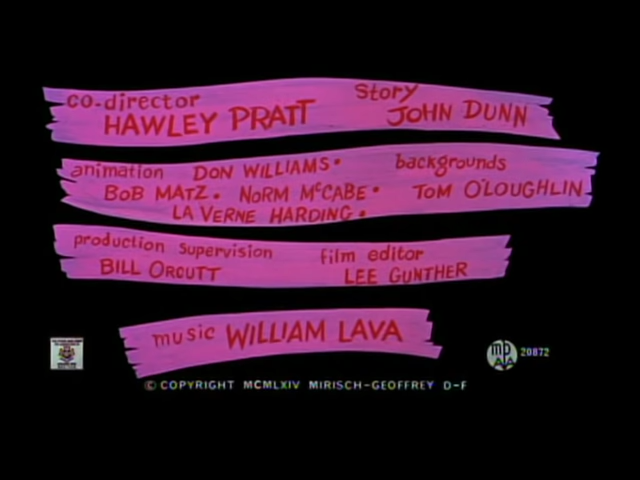 co-director Story
HAWLEY PRATT JOHN DUNN
animation DON WILLIAMS• backgrounds
BOB MATZ • NORM McCABE • TOM O'LOUGHLIN
LA VERNE HARDING •
production supervision film editor
BILL ORCUTT LEE GUNTHER
music WILLIAM LAVA
mpaa 20872
© COPYRIGHT MCMLXIV MIRISCH-GEOFFREY D-F